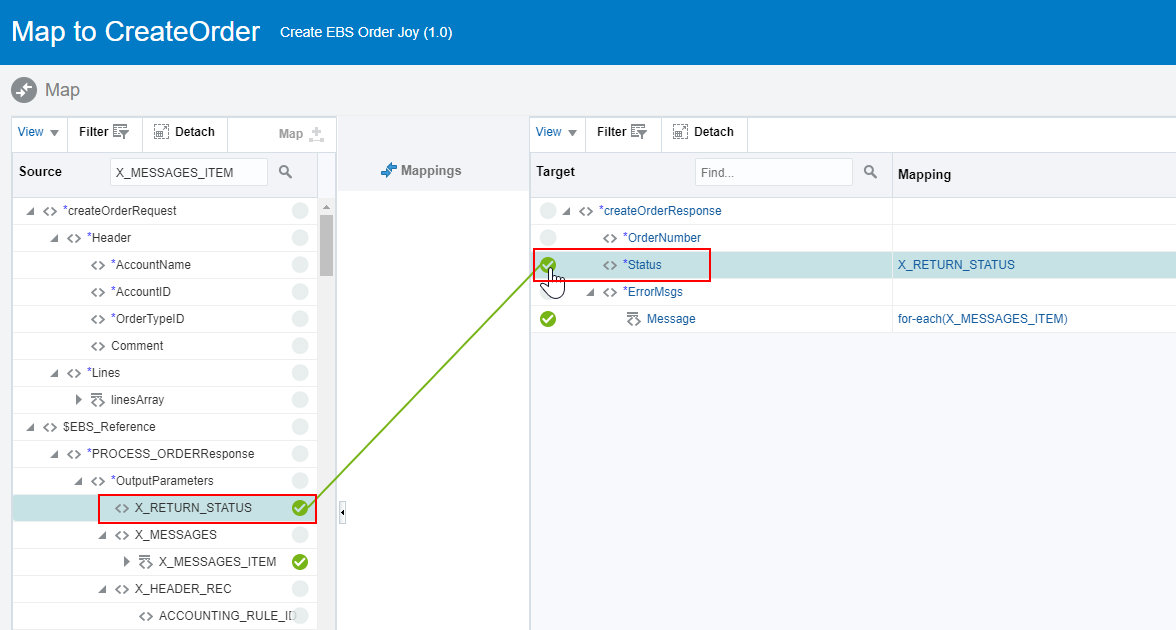 Map to CreateOrder Create EBS Order Joy (1.0)
Map
View Filter Detach Map
Source X_MESSAGES_ITEM
*createOrderRequest
*Header
*AccountName
*AccountID
*OrderTypeID
Comment
*Lines
linesArray
$EBS_Reference
*PROCESS_ORDERResponse
*OutputParameters
X_RETURN_STATUS
X_MESSAGES
X_MESSAGES_ITEM
X_HEADER_REC
ACCOUNTING_RULE_ID
Mappings
View Filter Detach
Target Find... Mapping
*createOrderResponse
*OrderNumber
*Status X_RETURN_STATUS
*ErrorMsgs
Message for-each(X_MESSAGES_ITEM)